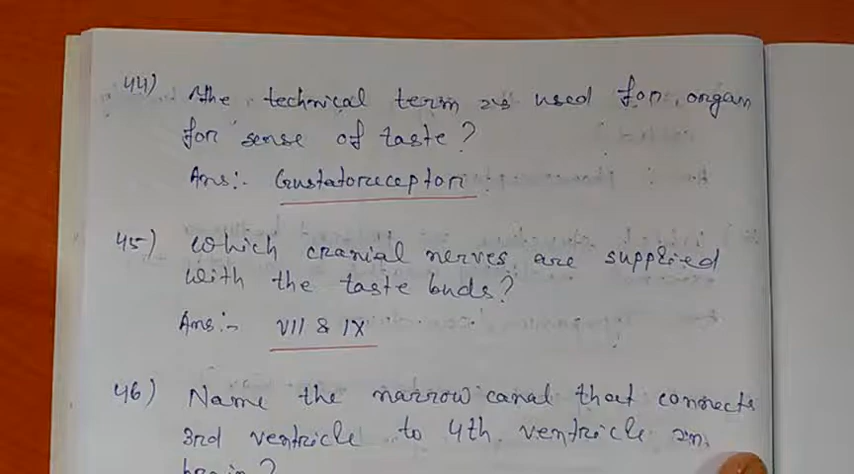 44) The technical term is used for organ
for sense of taste?
Ans:- Gustatoreceptor
45) Which cranial nerves are supplied
with the taste buds?
Ans:- VII & IX
46) Name the narrow canal that connects
3rd ventricle to 4th ventricle in
brain?